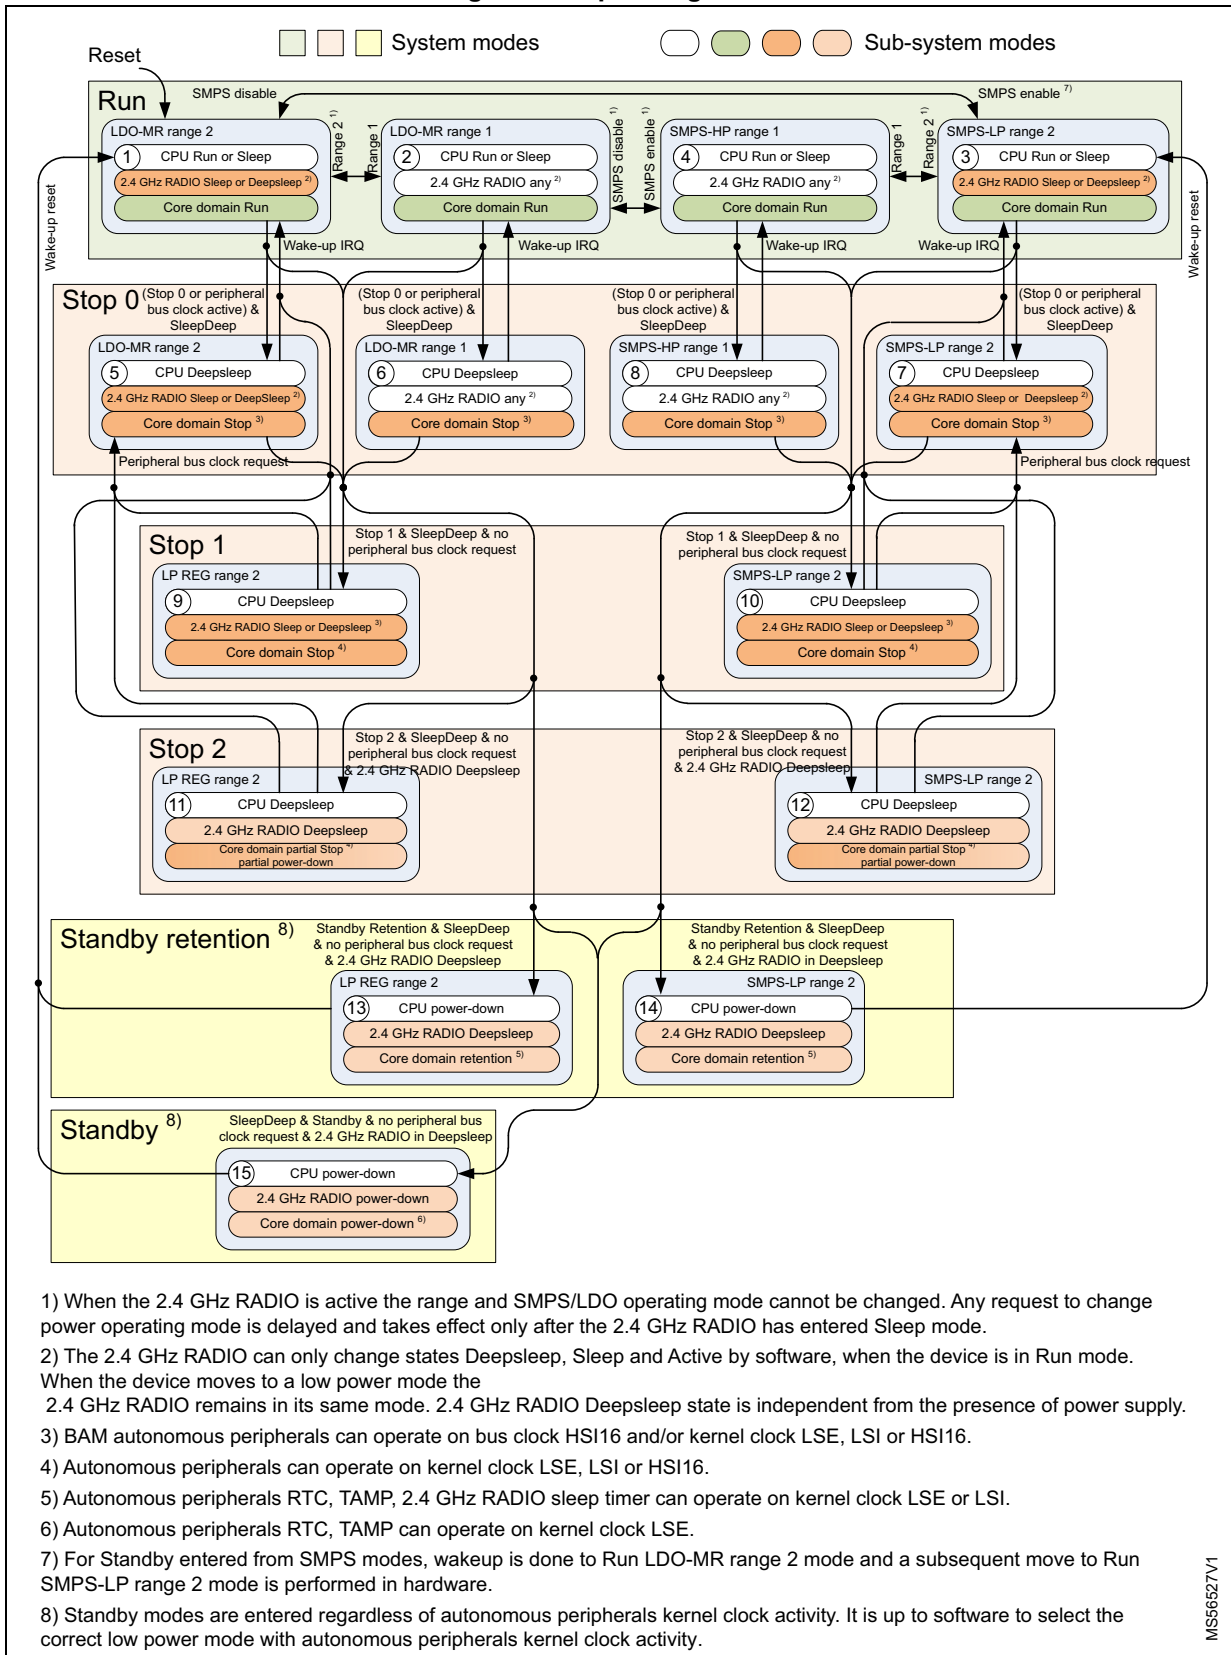 System modes
Sub-system modes
Reset
Run
SMPS disable
SMPS enable 7)
LDO-MR range 2
1 CPU Run or Sleep
2.4 GHz RADIO Sleep or Deepsleep 2)
Core domain Run
Range 2 1)
Range 1
LDO-MR range 1
2 CPU Run or Sleep
2.4 GHz RADIO any 2)
Core domain Run
SMPS disable 1)
SMPS enable 1)
SMPS-HP range 1
4 CPU Run or Sleep
2.4 GHz RADIO any 2)
Core domain Run
Range 1
Range 2 1)
SMPS-LP range 2
3 CPU Run or Sleep
2.4 GHz RADIO Sleep or Deepsleep 2)
Core domain Run
Wake-up reset
Wake-up IRQ
Wake-up IRQ
Wake-up IRQ
Wake-up IRQ
Wake-up reset
Stop 0
(Stop 0 or peripheral
bus clock active) &
SleepDeep
(Stop 0 or peripheral
bus clock active) &
SleepDeep
(Stop 0 or peripheral
bus clock active) &
SleepDeep
(Stop 0 or peripheral
bus clock active) &
SleepDeep
LDO-MR range 2
5 CPU Deepsleep
2.4 GHz RADIO Sleep or DeepSleep 2)
Core domain Stop 3)
LDO-MR range 1
6 CPU Deepsleep
2.4 GHz RADIO any 2)
Core domain Stop 3)
SMPS-HP range 1
8 CPU Deepsleep
2.4 GHz RADIO any 2)
Core domain Stop 3)
SMPS-LP range 2
7 CPU Deepsleep
2.4 GHz RADIO Sleep or Deepsleep 2)
Core domain Stop 3)
Peripheral bus clock request
Peripheral bus clock request
Stop 1
Stop 1 & SleepDeep & no
peripheral bus clock request
Stop 1 & SleepDeep & no
peripheral bus clock request
LP REG range 2
9 CPU Deepsleep
2.4 GHz RADIO Sleep or Deepsleep 3)
Core domain Stop 4)
SMPS-LP range 2
10 CPU Deepsleep
2.4 GHz RADIO Sleep or Deepsleep 3)
Core domain Stop 4)
Stop 2
Stop 2 & SleepDeep & no
peripheral bus clock request
& 2.4 GHz RADIO Deepsleep
Stop 2 & SleepDeep & no
peripheral bus clock request
& 2.4 GHz RADIO Deepsleep
LP REG range 2
11 CPU Deepsleep
2.4 GHz RADIO Deepsleep
Core domain partial Stop 4)
partial power-down
SMPS-LP range 2
12 CPU Deepsleep
2.4 GHz RADIO Deepsleep
Core domain partial Stop 4)
partial power-down
Standby retention 8)
Standby Retention & SleepDeep
& no peripheral bus clock request
& 2.4 GHz RADIO Deepsleep
Standby Retention & SleepDeep
& no peripheral bus clock request
& 2.4 GHz RADIO in Deepsleep
LP REG range 2
13 CPU power-down
2.4 GHz RADIO Deepsleep
Core domain retention 5)
SMPS-LP range 2
14 CPU power-down
2.4 GHz RADIO Deepsleep
Core domain retention 5)
Standby 8)
SleepDeep & Standby & no peripheral bus
clock request & 2.4 GHz RADIO in Deepsleep
15 CPU power-down
2.4 GHz RADIO power-down
Core domain power-down 6)
1) When the 2.4 GHz RADIO is active the range and SMPS/LDO operating mode cannot be changed. Any request to change
power operating mode is delayed and takes effect only after the 2.4 GHz RADIO has entered Sleep mode.
2) The 2.4 GHz RADIO can only change states Deepsleep, Sleep and Active by software, when the device is in Run mode.
When the device moves to a low power mode the
2.4 GHz RADIO remains in its same mode. 2.4 GHz RADIO Deepsleep state is independent from the presence of power supply.
3) BAM autonomous peripherals can operate on bus clock HSI16 and/or kernel clock LSE, LSI or HSI16.
4) Autonomous peripherals can operate on kernel clock LSE, LSI or HSI16.
5) Autonomous peripherals RTC, TAMP, 2.4 GHz RADIO sleep timer can operate on kernel clock LSE or LSI.
6) Autonomous peripherals RTC, TAMP can operate on kernel clock LSE.
7) For Standby entered from SMPS modes, wakeup is done to Run LDO-MR range 2 mode and a subsequent move to Run
SMPS-LP range 2 mode is performed in hardware.
8) Standby modes are entered regardless of autonomous peripherals kernel clock activity. It is up to software to select the
correct low power mode with autonomous peripherals kernel clock activity.
MS56527V1